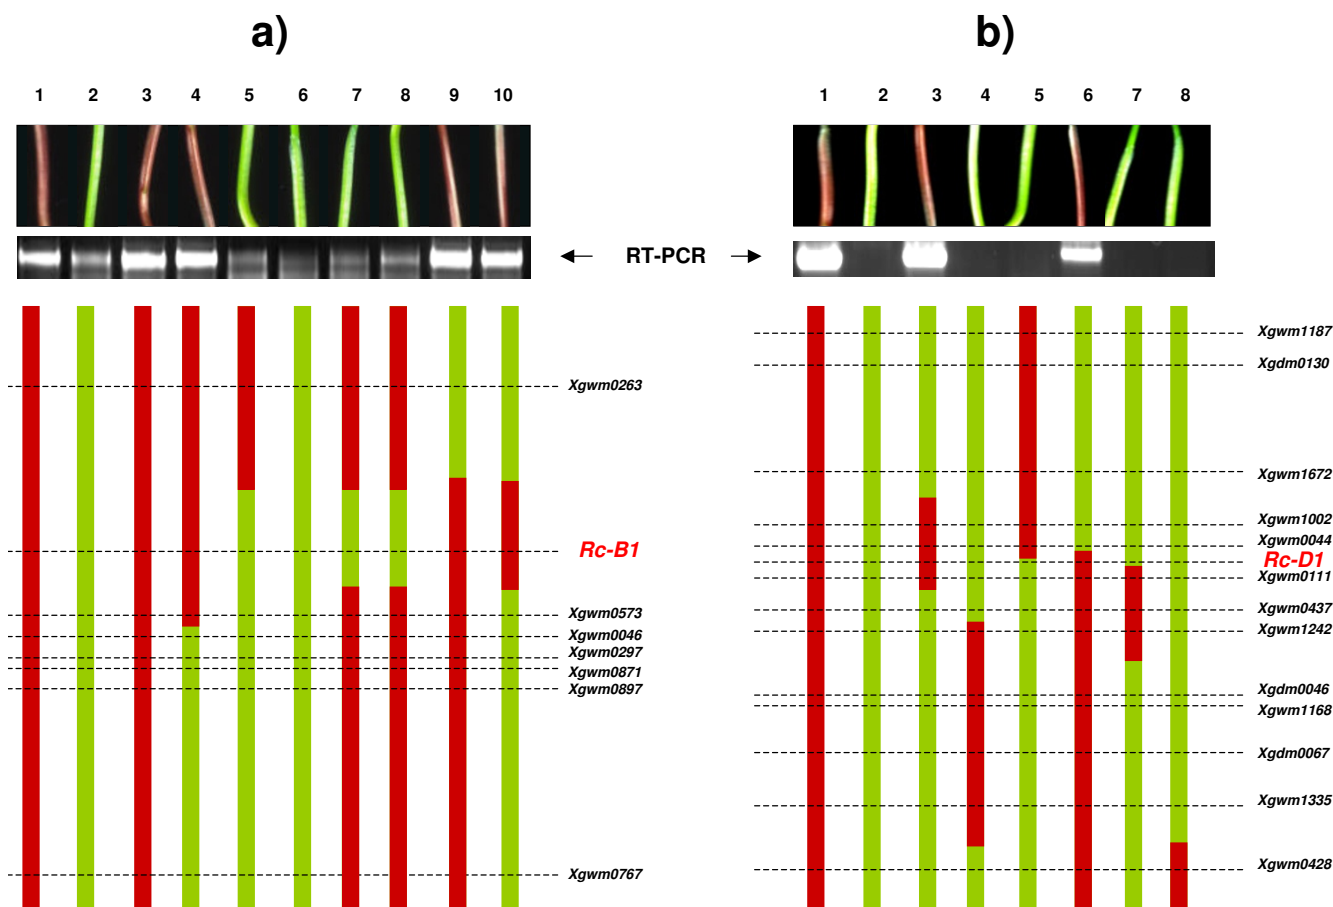 a)
b)
1 2 3 4 5 6 7 8 9 10
1 2 3 4 5 6 7 8
RT-PCR
Xgwm0263
Rc-B1
Xgwm0573
Xgwm0046
Xgwm0297
Xgwm0871
Xgwm0897
Xgwm0767
Xgwm1187
Xgdm0130
Xgwm1672
Xgwm1002
Xgwm0044
Rc-D1
Xgwm0111
Xgwm0437
Xgwm1242
Xgdm0046
Xgwm1168
Xgdm0067
Xgwm1335
Xgwm0428